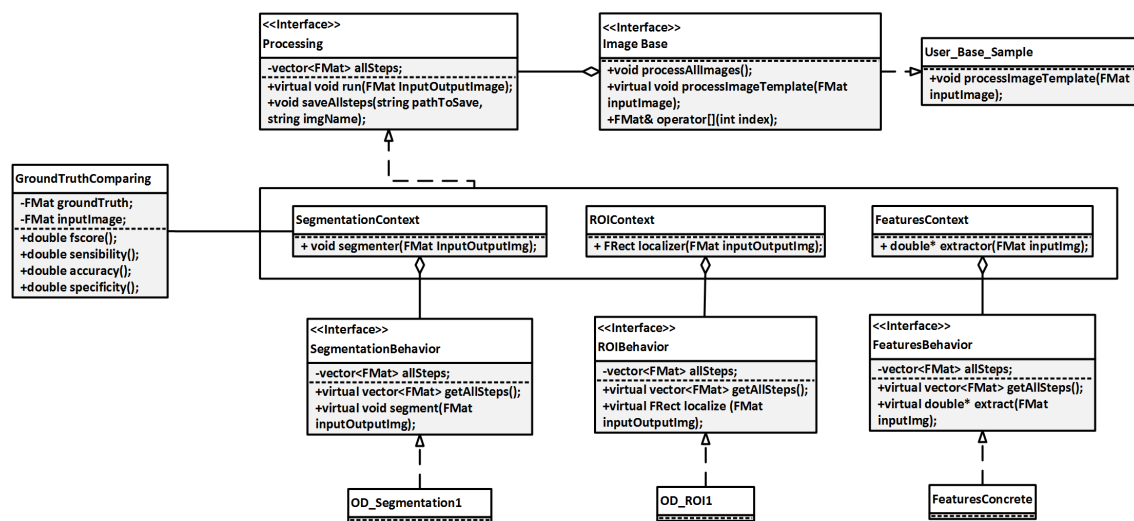 <<Interface>>
Processing
-vector<FMat> allSteps;
+virtual void run(FMat InputOutputImage);
+void saveAllsteps(string pathToSave,
string imgName);
<<Interface>>
Image Base
+void processAllImages();
+virtual void processImageTemplate(FMat
inputImage);
+FMat& operator[](int index);
User_Base_Sample
+void processImageTemplate(FMat
inputImage);
GroundTruthComparing
-FMat groundTruth;
-FMat inputImage;
+double fscore();
+double sensibility();
+double accuracy();
+double specificity();
SegmentationContext
+ void segmenter(FMat InputOutputImg);
ROIContext
+ FRect localizer(FMat inputOutputImg);
FeaturesContext
+ double* extractor(FMat inputImg);
<<Interface>>
SegmentationBehavior
-vector<FMat> allSteps;
+virtual vector<FMat> getAllSteps();
+virtual void segment(FMat
inputOutputImg);
<<Interface>>
ROIBehavior
-vector<FMat> allSteps;
+virtual vector<FMat> getAllSteps();
+virtual FRect localize (FMat
inputOutputImg);
<<Interface>>
FeaturesBehavior
-vector<FMat> allSteps;
+virtual vector<FMat> getAllSteps();
+virtual double* extract(FMat
inputImg);
OD_Segmentation1
OD_ROI1
FeaturesConcrete